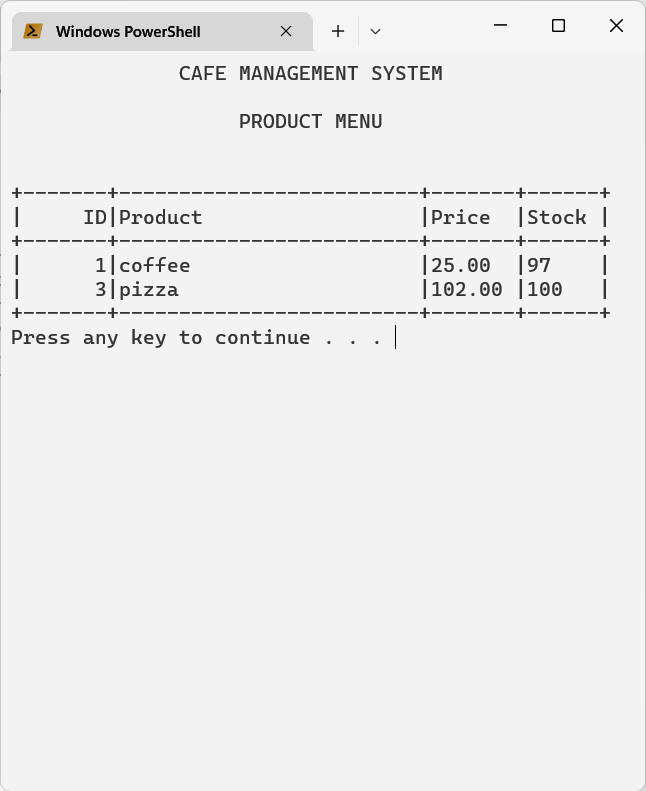 Windows PowerShell
CAFE MANAGEMENT SYSTEM
PRODUCT MENU
+-------+-------------------------+-------+------+
|     ID|Product                  |Price  |Stock |
+-------+-------------------------+-------+------+
|      1|coffee                   |25.00  |97    |
|      3|pizza                    |102.00 |100   |
+-------+-------------------------+-------+------+
Press any key to continue . . .